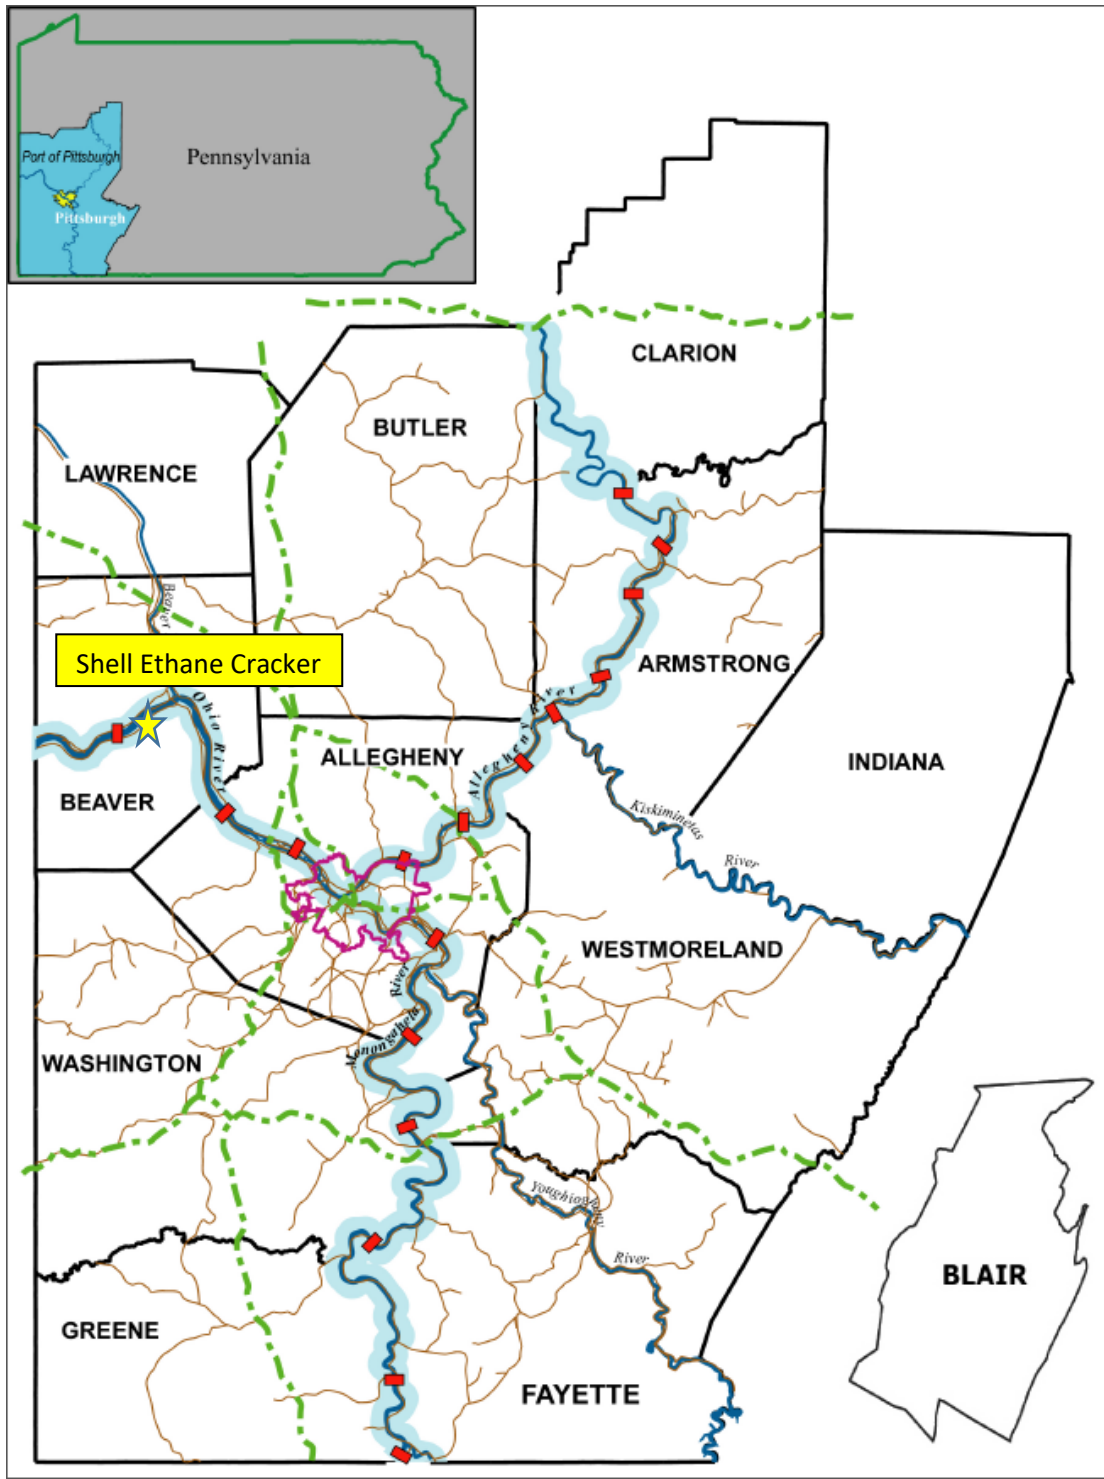 Port of Pittsburgh
Pennsylvania
Pittsburgh
CLARION
BUTLER
LAWRENCE
Beaver
Shell Ethane Cracker
ARMSTRONG
Ohio River
Allegheny River
ALLEGHENY
INDIANA
BEAVER
Kiskiminetas
River
WESTMORELAND
Monongahela
River
WASHINGTON
Youghiogheny
River
BLAIR
GREENE
FAYETTE